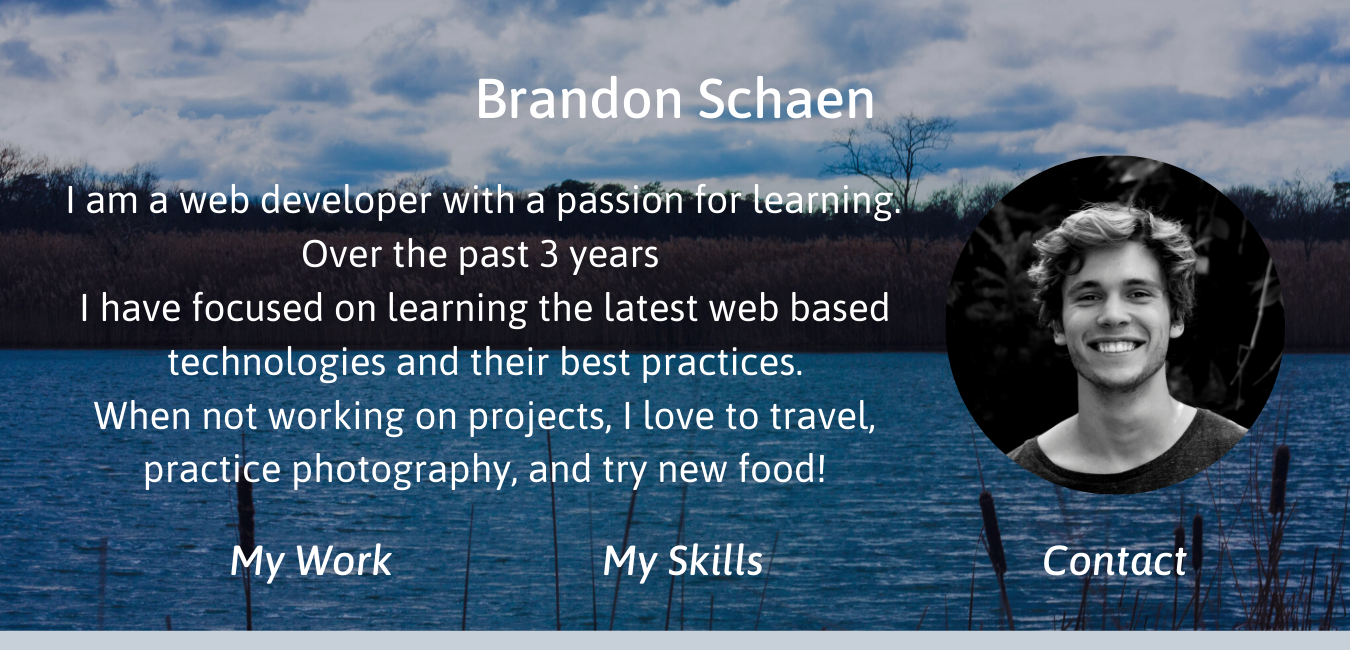 Brandon Schaen
I am a web developer with a passion for learning.
Over the past 3 years
I have focused on learning the latest web based
technologies and their best practices.
When not working on projects, I love to travel,
practice photography, and try new food!
My Work
My Skills
Contact